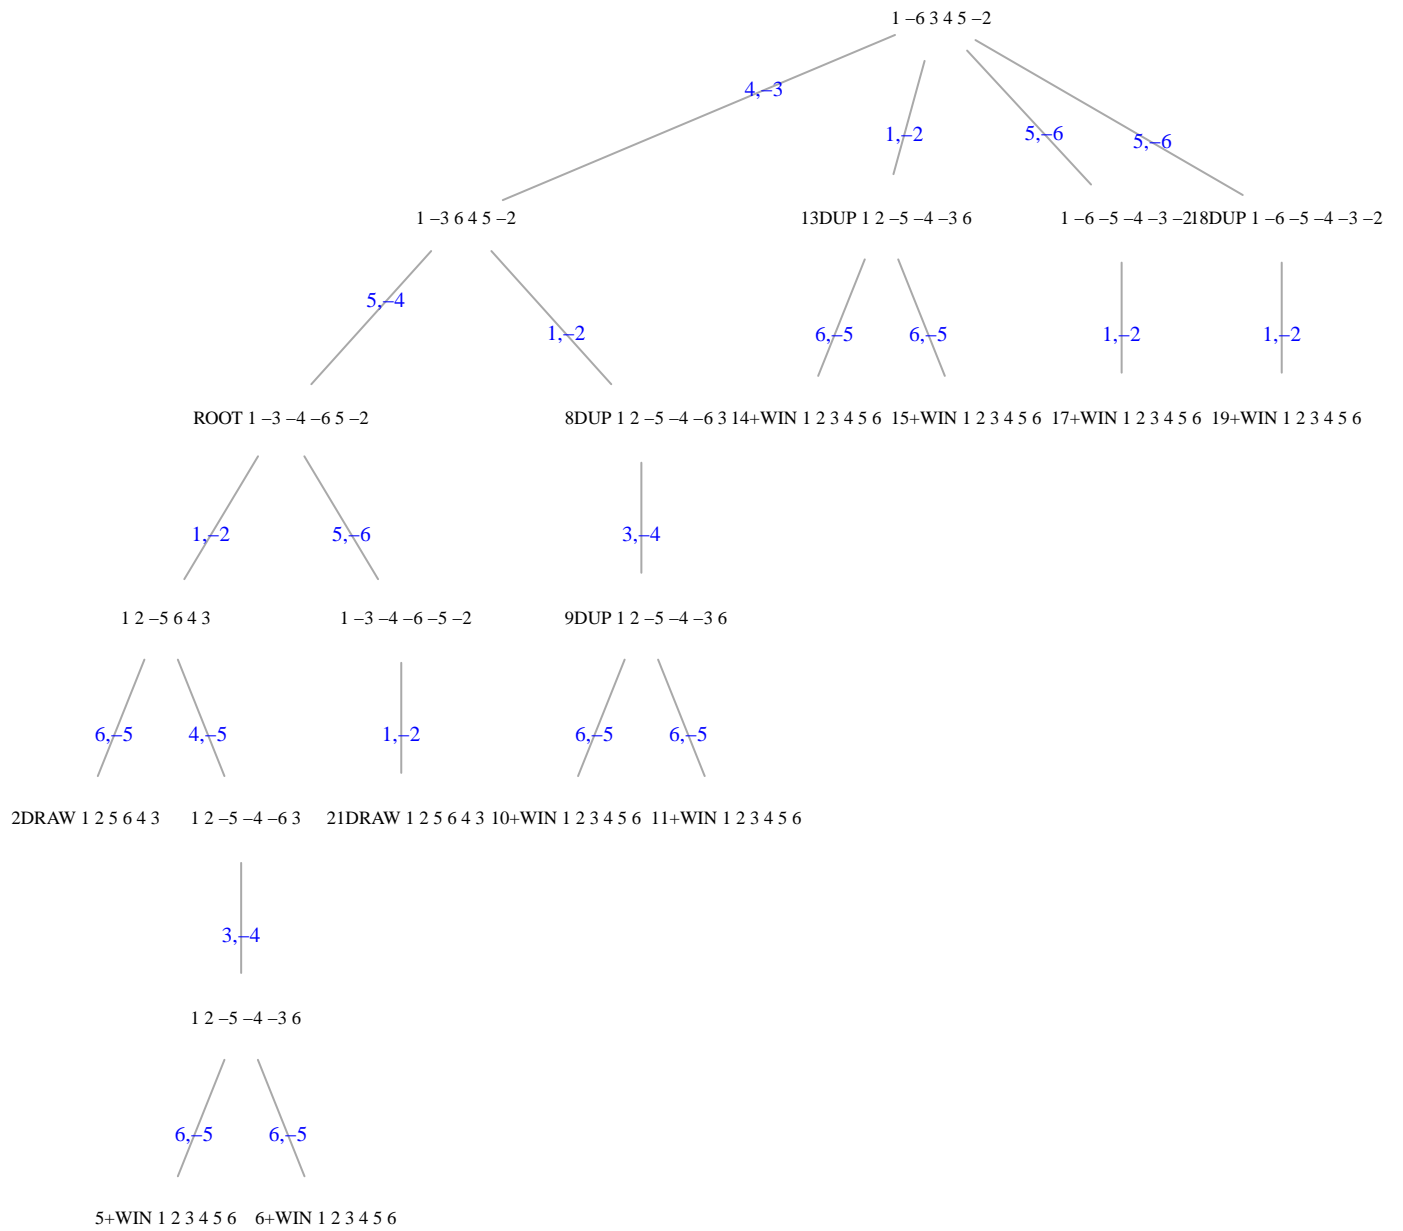 1 –6 3 4 5 –2
4,–3
1,–2
5,–6
5,–6
1 –3 6 4 5 –2
13DUP 1 2 –5 –4 –3 6
1 –6 –5 –4 –3 –2
18DUP 1 –6 –5 –4 –3 –2
5,–4
1,–2
6,–5
6,–5
1,–2
1,–2
ROOT 1 –3 –4 –6 5 –2
8DUP 1 2 –5 –4 –6 3
14+WIN 1 2 3 4 5 6
15+WIN 1 2 3 4 5 6
17+WIN 1 2 3 4 5 6
19+WIN 1 2 3 4 5 6
1,–2
5,–6
3,–4
1 2 –5 6 4 3
1 –3 –4 –6 –5 –2
9DUP 1 2 –5 –4 –3 6
6,–5
4,–5
1,–2
6,–5
6,–5
2DRAW 1 2 5 6 4 3
1 2 –5 –4 –6 3
21DRAW 1 2 5 6 4 3
10+WIN 1 2 3 4 5 6
11+WIN 1 2 3 4 5 6
3,–4
1 2 –5 –4 –3 6
6,–5
6,–5
5+WIN 1 2 3 4 5 6
6+WIN 1 2 3 4 5 6